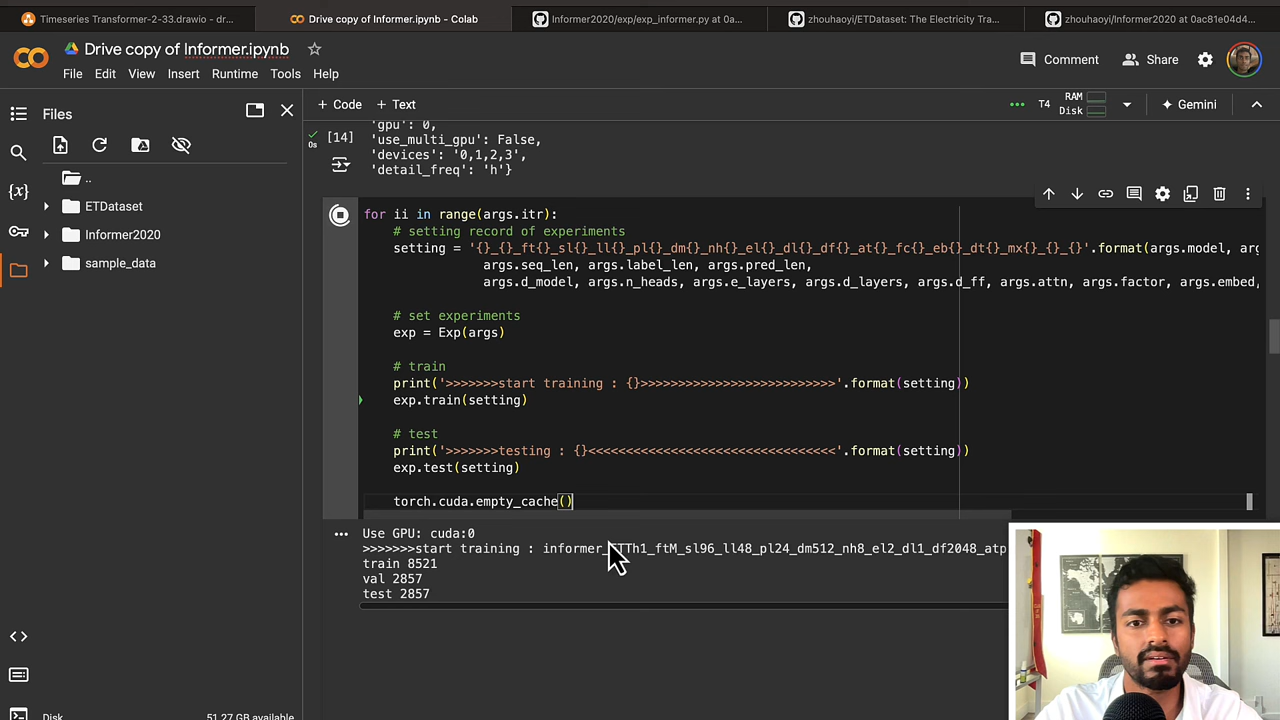 Timeseries Transformer-2-33.drawio - dr...
Drive copy of Informer.ipynb - Colab
Informer2020/exp/exp_informer.py at 0a...
zhouhaoyi/ETDataset: The Electricity Tra...
zhouhaoyi/Informer2020 at 0ac81e04d4...
Drive copy of Informer.ipynb
File Edit View Insert Runtime Tools Help
Comment
Share
Files
+ Code + Text
T4
RAM
Disk
Gemini
..
ETDataset
Informer2020
sample_data
{x}
[14]
0s
'gpu': 0,
'use_multi_gpu': False,
'devices': '0,1,2,3',
'detail_freq': 'h'}
for ii in range(args.itr):
# setting record of experiments
setting = '{}_{}_ft{}_sl{}_ll{}_pl{}_dm{}_nh{}_el{}_dl{}_df{}_at{}_fc{}_eb{}_dt{}_mx{}_{}_{}'.format(args.model, arg
args.seq_len, args.label_len, args.pred_len,
args.d_model, args.n_heads, args.e_layers, args.d_layers, args.d_ff, args.attn, args.factor, args.embed,
# set experiments
exp = Exp(args)
# train
print('>>>>>>>start training : {}>>>>>>>>>>>>>>>>>>>>>>>>>>'.format(setting))
exp.train(setting)
# test
print('>>>>>>>testing : {}<<<<<<<<<<<<<<<<<<<<<<<<<<<<<<<<<'.format(setting))
exp.test(setting)
torch.cuda.empty_cache()
Use GPU: cuda:0
>>>>>>>start training : informer_ETTh1_ftM_sl96_ll48_pl24_dm512_nh8_el2_dl1_df2048_atp
train 8521
val 2857
test 2857
Disk
51.27 GB available